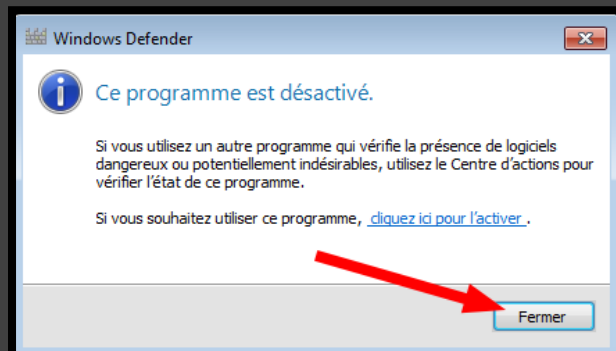 Windows Defender
Ce programme est désactivé.
Si vous utilisez un autre programme qui vérifie la présence de logiciels
dangereux ou potentiellement indésirables, utilisez le Centre d'actions pour
vérifier l'état de ce programme.
Si vous souhaitez utiliser ce programme, cliquez ici pour l'activer .
Fermer